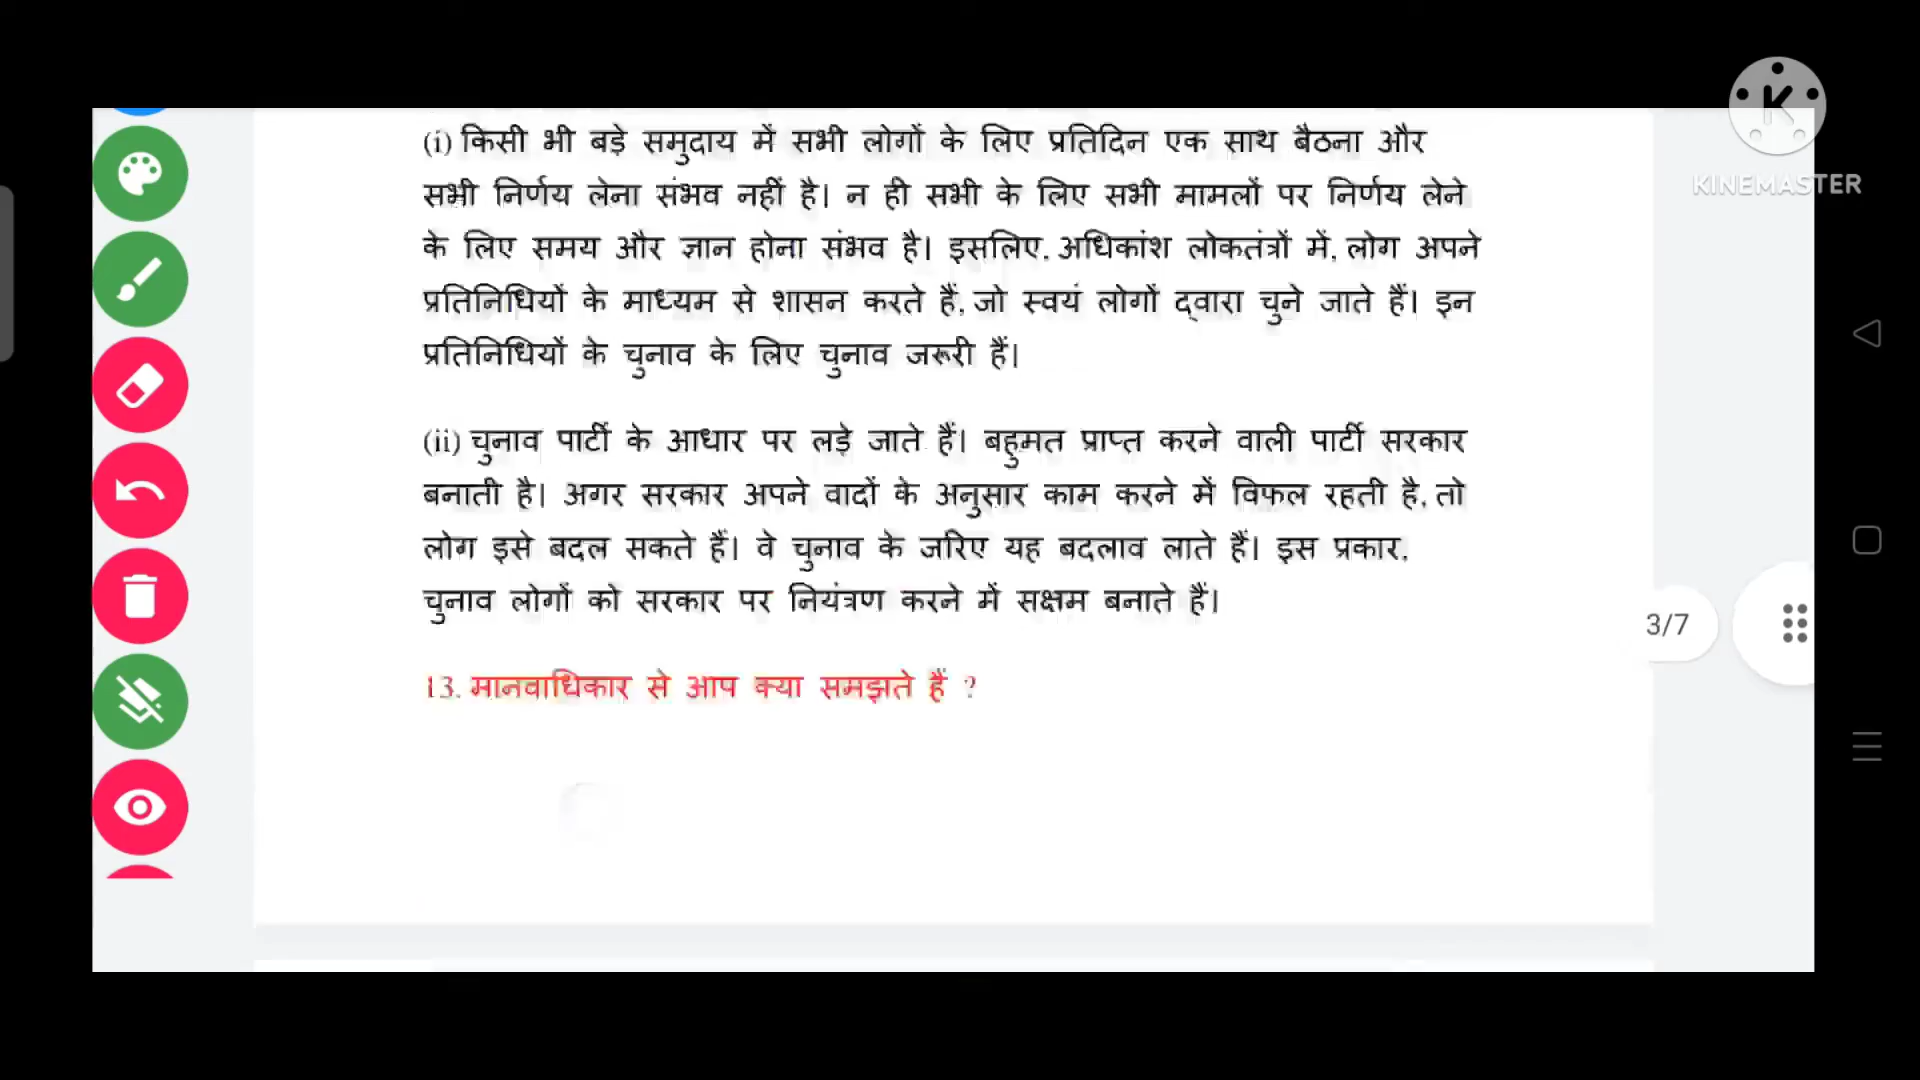 KINEMASTER
(i) किसी भी बड़े समुदाय में सभी लोगों के लिए प्रतिदिन एक साथ बैठना और
सभी निर्णय लेना संभव नहीं है। न ही सभी के लिए सभी मामलों पर निर्णय लेने
के लिए समय और ज्ञान होना संभव है। इसलिए, अधिकांश लोकतंत्रों में, लोग अपने
प्रतिनिधियों के माध्यम से शासन करते हैं, जो स्वयं लोगों द्वारा चुने जाते हैं। इन
प्रतिनिधियों के चुनाव के लिए चुनाव जरूरी हैं।
(ii) चुनाव पार्टी के आधार पर लड़े जाते हैं। बहुमत प्राप्त करने वाली पार्टी सरकार
बनाती है। अगर सरकार अपने वादों के अनुसार काम करने में विफल रहती है, तो
लोग इसे बदल सकते हैं। वे चुनाव के जरिए यह बदलाव लाते हैं। इस प्रकार,
चुनाव लोगों को सरकार पर नियंत्रण करने में सक्षम बनाते हैं।
3/7
13. मानवाधिकार से आप क्या समझते हैं ?